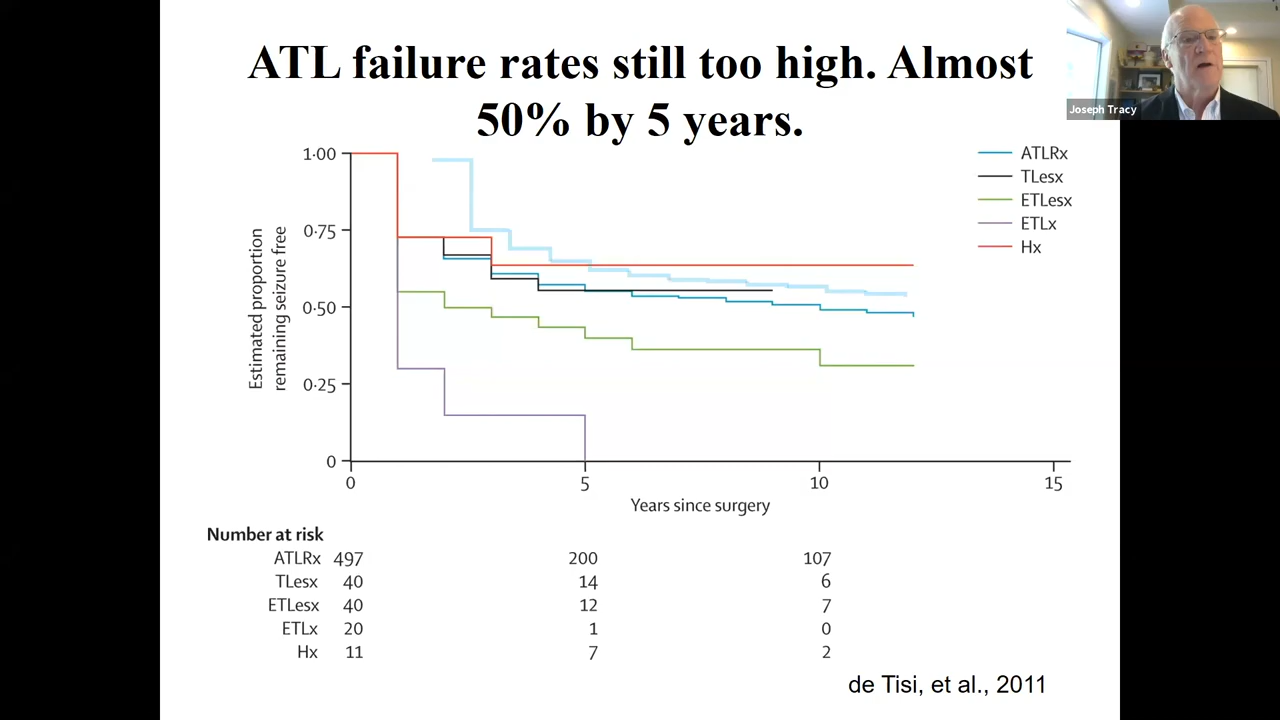 ATL failure rates still too high. Almost
50% by 5 years.
Joseph Tracy
1·00
0·75
0·50
0·25
0
Estimated proportion
remaining seizure free
ATLRx
TLesx
ETLesx
ETLx
Hx
0 5 10 15
Years since surgery
Number at risk
ATLRx 497 200 107
TLesx 40 14 6
ETLesx 40 12 7
ETLx 20 1 0
Hx 11 7 2
de Tisi, et al., 2011